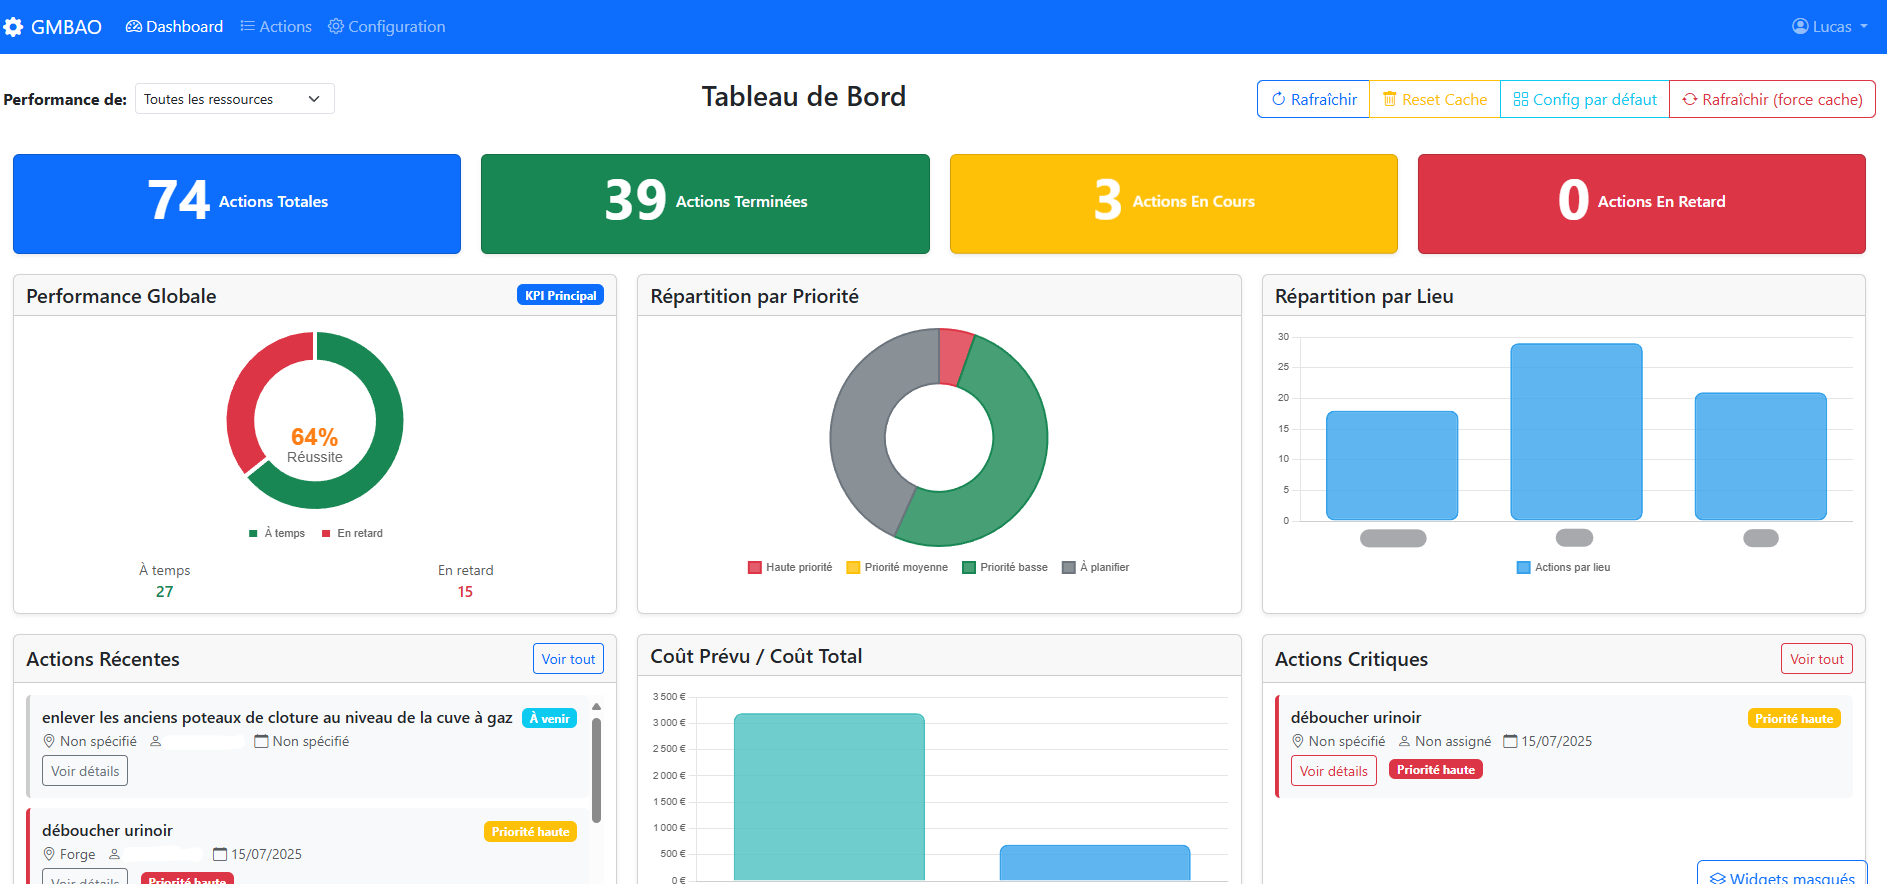 GMBAO Dashboard Actions Configuration Lucas
Performance de: Toutes les ressources
Tableau de Bord
Rafraîchir Reset Cache Config par défaut Rafraîchir (force cache)
74 Actions Totales
39 Actions Terminées
3 Actions En Cours
0 Actions En Retard
Performance Globale KPI Principal
64%
Réussite
À temps En retard
À temps En retard
27 15
Répartition par Priorité
Haute priorité Priorité moyenne Priorité basse À planifier
Répartition par Lieu
30
25
20
15
10
5
0
Actions par lieu
Actions Récentes Voir tout
enlever les anciens poteaux de cloture au niveau de la cuve à gaz À venir
Non spécifié Non spécifié
Voir détails
déboucher urinoir Priorité haute
Forge 15/07/2025
Voir détails Priorité haute
Coût Prévu / Coût Total
3 500 €
3 000 €
2 500 €
2 000 €
1 500 €
1 000 €
500 €
0 €
Actions Critiques Voir tout
déboucher urinoir Priorité haute
Non spécifié Non assigné 15/07/2025
Voir détails Priorité haute
Widgets masqués